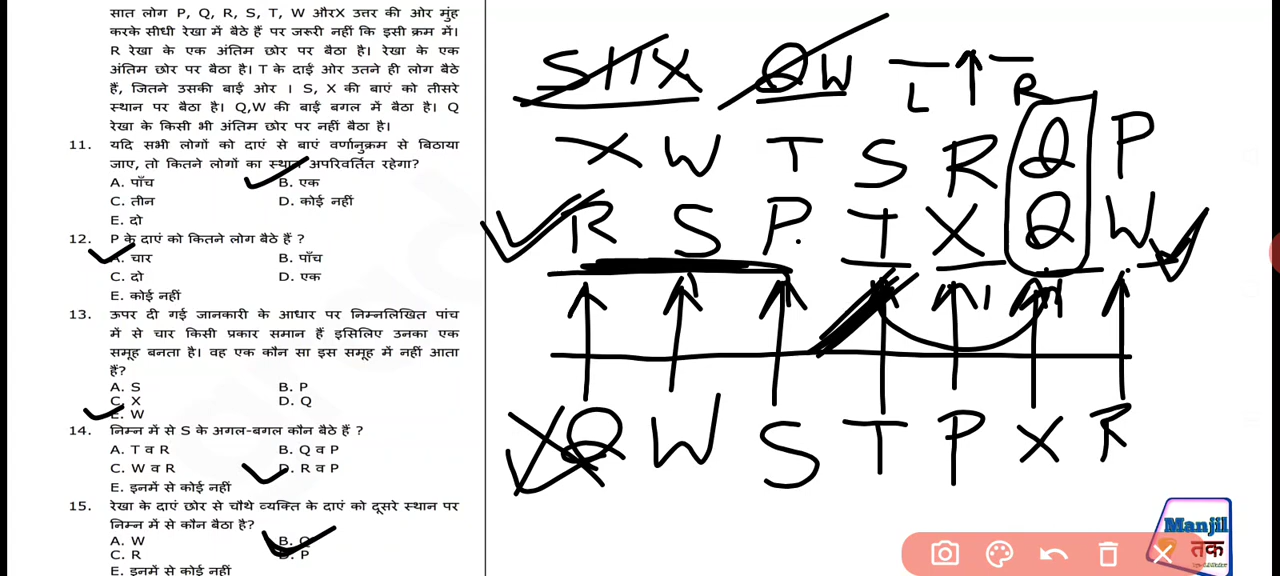 सात लोग P, Q, R, S, T, W औरX उत्तर की ओर मुंह
करके सीधी रेखा में बैठे हैं पर जरूरी नहीं कि इसी क्रम में।
R रेखा के एक अंतिम छोर पर बैठा है। रेखा के एक
अंतिम छोर पर बैठा है। T के दाईं ओर उतने ही लोग बैठे
हैं, जितने उसकी बाईं ओर । S, X की बाएं को तीसरे
स्थान पर बैठा है। Q,W की बाईं बगल में बैठा है। Q
रेखा के किसी भी अंतिम छोर पर नहीं बैठा है।
11. यदि सभी लोगों को दाएं से बाएं वर्णानुक्रम से बिठाया
जाए, तो कितने लोगों का स्थान अपरिवर्तित रहेगा?
A. पाँच B. एक
C. तीन D. कोई नहीं
E. दो
12. P के दाएं को कितने लोग बैठे हैं ?
A. चार B. पाँच
C. दो D. एक
E. कोई नहीं
13. ऊपर दी गई जानकारी के आधार पर निम्नलिखित पांच
में से चार किसी प्रकार समान हैं इसिलिए उनका एक
समूह बनता है। वह एक कौन सा इस समूह में नहीं आता
हैं?
A. S B. P
C. X D. Q
E. W
14. निम्न में से S के अगल-बगल कौन बैठे हैं ?
A. T व R B. Q व P
C. W व R D. R व P
E. इनमें से कोई नहीं
15. रेखा के दाएं छोर से चौथे व्यक्ति के दाएं को दूसरे स्थान पर
निम्न में से कौन बैठा है?
A. W B. Q
C. R D. P
E. इनमें से कोई नहीं
S X QW
L R
X W T S R Q P
R S P T X Q W
Q W S T P X R
Manjil
तक